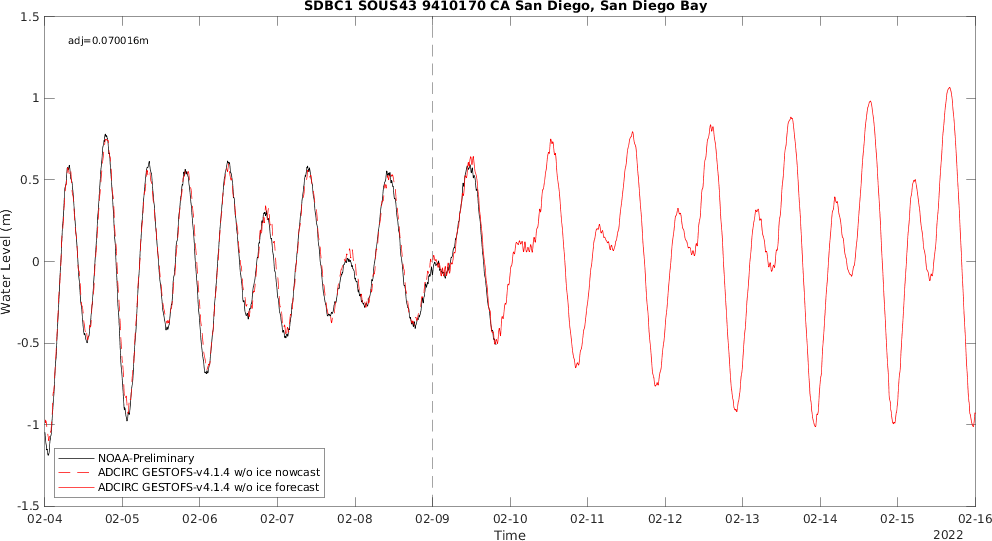 SDBC1 SOUS43 9410170 CA San Diego, San Diego Bay
adj=0.070016m
1.5
1
0.5
0
-0.5
-1
-1.5
Water Level (m)
NOAA-Preliminary
ADCIRC GESTOFS-v4.1.4 w/o ice nowcast
ADCIRC GESTOFS-v4.1.4 w/o ice forecast
02-04 02-05 02-06 02-07 02-08 02-09 02-10 02-11 02-12 02-13 02-14 02-15 02-16
Time
2022